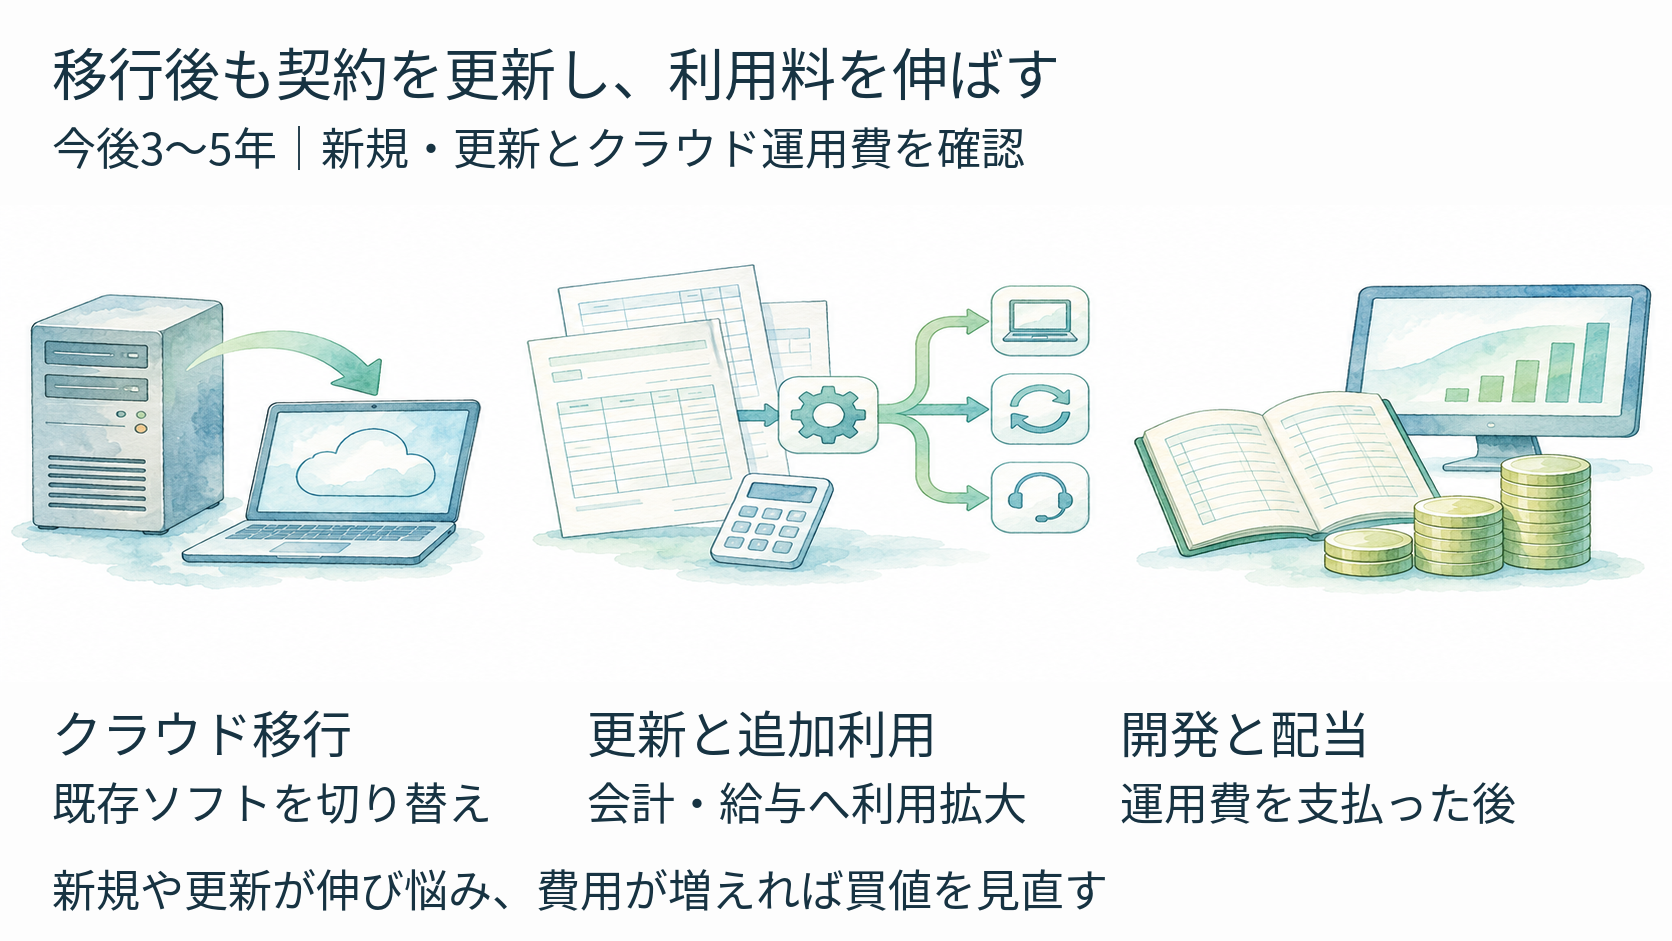 移行後も契約を更新し、利用料を伸ばす
今後3〜5年｜新規・更新とクラウド運用費を確認
クラウド移行
既存ソフトを切り替え
更新と追加利用
会計・給与へ利用拡大
開発と配当
運用費を支払った後
新規や更新が伸び悩み、費用が増えれば買値を見直す